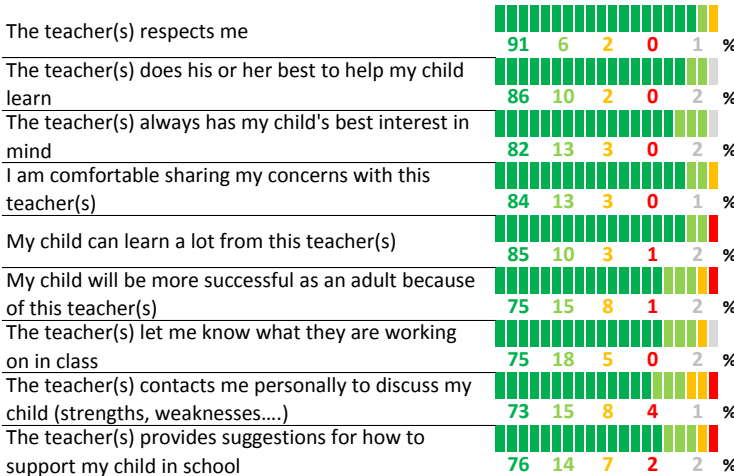 The teacher(s) respects me
91 6 2 0 1 %
The teacher(s) does his or her best to help my child
learn
86 10 2 0 2 %
The teacher(s) always has my child's best interest in
mind
82 13 3 0 2 %
I am comfortable sharing my concerns with this
teacher(s)
84 13 3 0 1 %
My child can learn a lot from this teacher(s)
85 10 3 1 2 %
My child will be more successful as an adult because
of this teacher(s)
75 15 8 1 2 %
The teacher(s) let me know what they are working
on in class
75 18 5 0 2 %
The teacher(s) contacts me personally to discuss my
child (strengths, weaknesses....)
73 15 8 4 1 %
The teacher(s) provides suggestions for how to
support my child in school
76 14 7 2 2 %